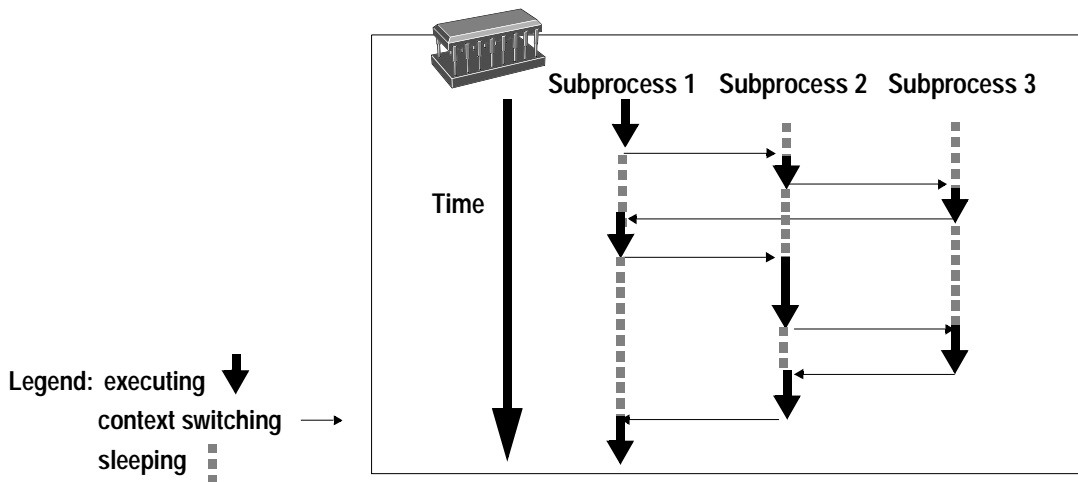 Subprocess 1 Subprocess 2 Subprocess 3
Time
Legend: executing
context switching
sleeping